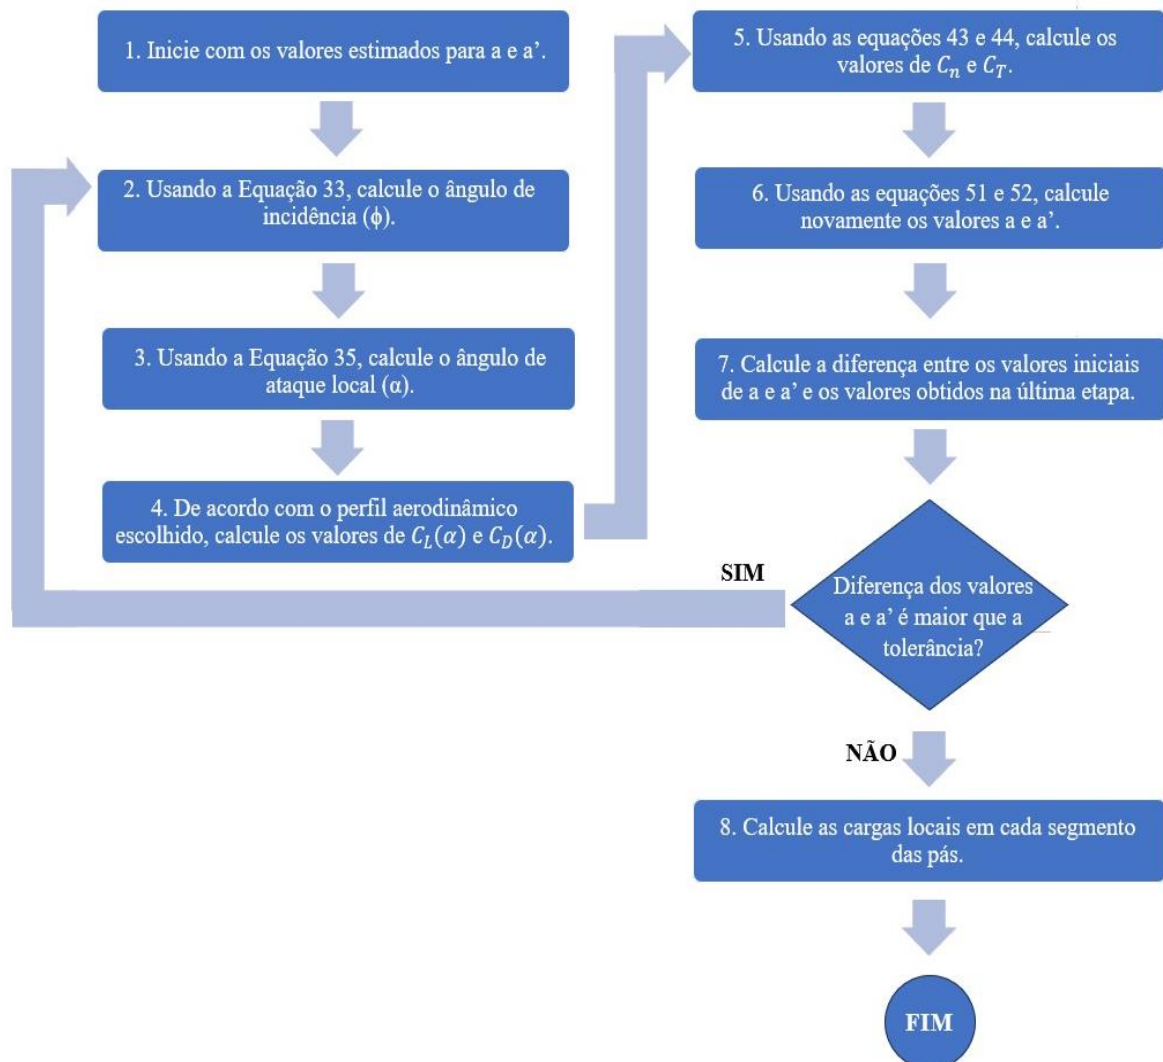 1. Inicie com os valores estimados para a e a’.
2. Usando a Equação 33, calcule o ângulo de
incidência (ϕ).
3. Usando a Equação 35, calcule o ângulo de
ataque local (α).
4. De acordo com o perfil aerodinâmico
escolhido, calcule os valores de C_L(α) e C_D(α).
5. Usando as equações 43 e 44, calcule os
valores de C_n e C_T.
6. Usando as equações 51 e 52, calcule
novamente os valores a e a’.
7. Calcule a diferença entre os valores iniciais
de a e a’ e os valores obtidos na última etapa.
Diferença dos valores
a e a’ é maior que a
tolerância?
SIM
NÃO
8. Calcule as cargas locais em cada segmento
das pás.
FIM